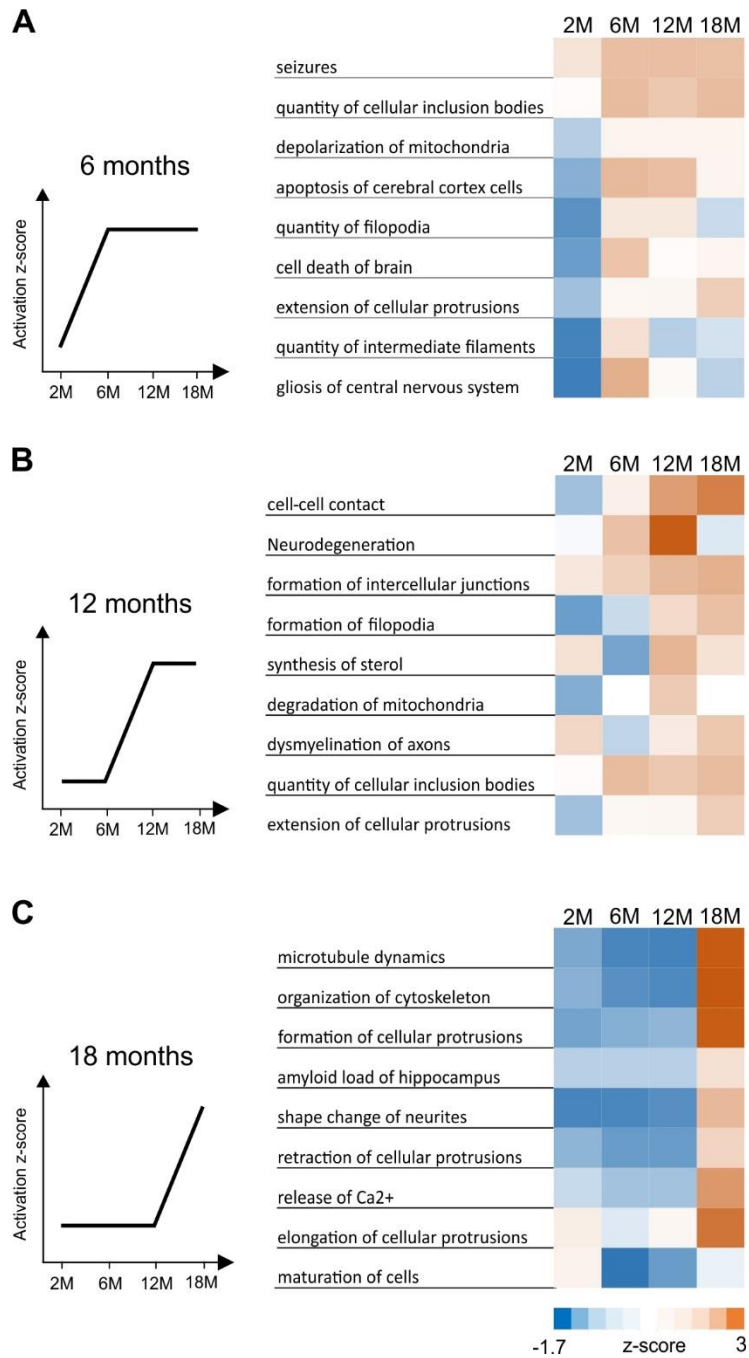 A
2M 6M 12M 18M
seizures
quantity of cellular inclusion bodies
depolarization of mitochondria
apoptosis of cerebral cortex cells
quantity of filopodia
cell death of brain
extension of cellular protrusions
quantity of intermediate filaments
gliosis of central nervous system
6 months
Activation z-score
2M 6M 12M 18M
B
2M 6M 12M 18M
cell-cell contact
Neurodegeneration
formation of intercellular junctions
formation of filopodia
synthesis of sterol
degradation of mitochondria
dysmyelination of axons
quantity of cellular inclusion bodies
extension of cellular protrusions
12 months
Activation z-score
2M 6M 12M 18M
C
2M 6M 12M 18M
microtubule dynamics
organization of cytoskeleton
formation of cellular protrusions
amyloid load of hippocampus
shape change of neurites
retraction of cellular protrusions
release of Ca2+
elongation of cellular protrusions
maturation of cells
18 months
Activation z-score
2M 6M 12M 18M
-1.7 z-score 3